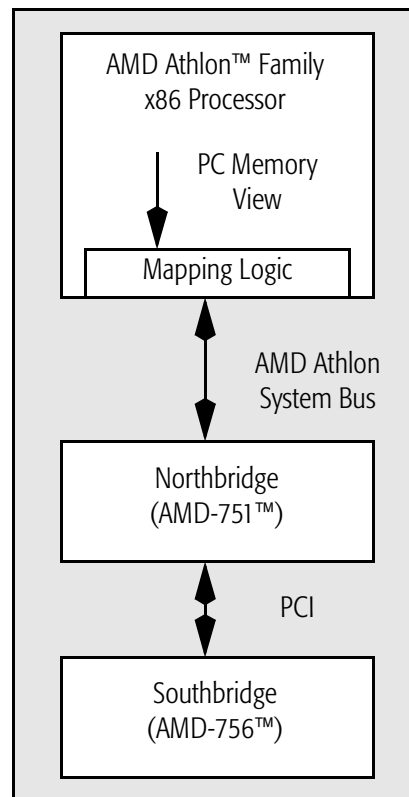 AMD Athlon™ Family
x86 Processor
PC Memory
View
Mapping Logic
AMD Athlon
System Bus
Northbridge
(AMD-751™)
PCI
Southbridge
(AMD-756™)